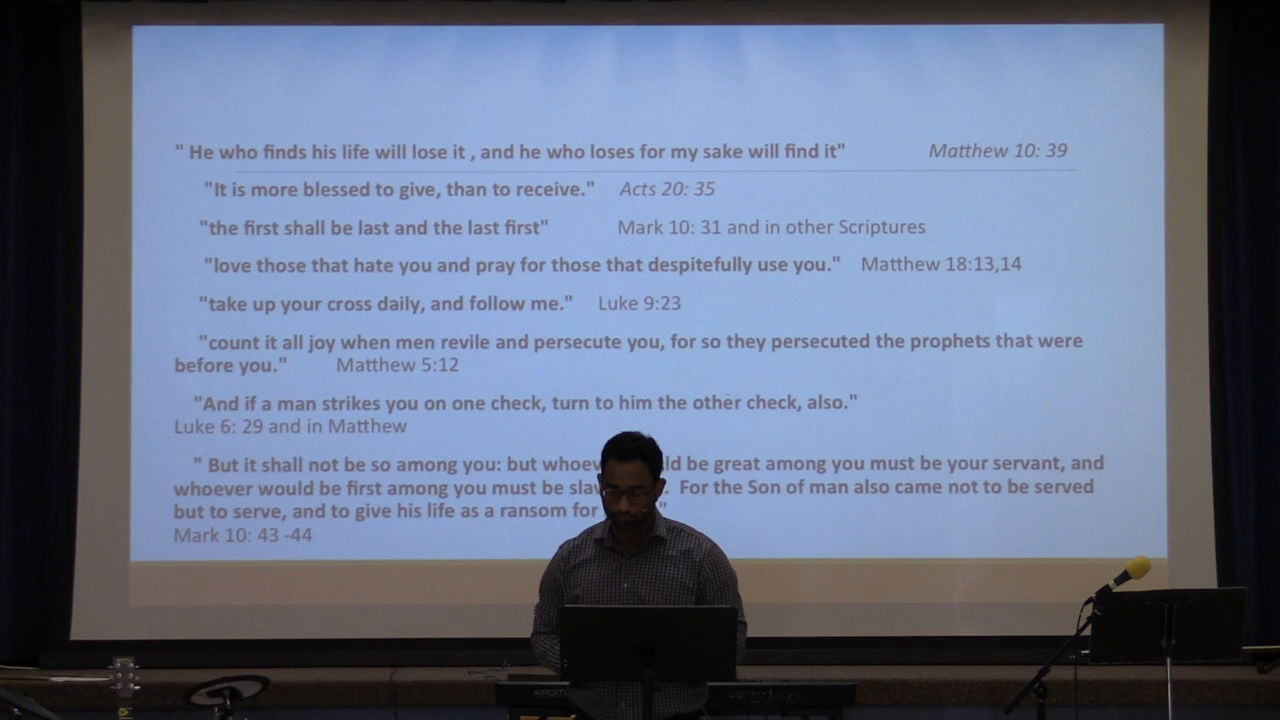 " He who finds his life will lose it , and he who loses for my sake will find it" Matthew 10: 39
"It is more blessed to give, than to receive." Acts 20: 35
"the first shall be last and the last first" Mark 10: 31 and in other Scriptures
"love those that hate you and pray for those that despitefully use you." Matthew 18:13,14
"take up your cross daily, and follow me." Luke 9:23
"count it all joy when men revile and persecute you, for so they persecuted the prophets that were
before you." Matthew 5:12
"And if a man strikes you on one check, turn to him the other check, also."
Luke 6: 29 and in Matthew
" But it shall not be so among you: but be great among you must be your servant, and
whoever would be first among you must be For the Son of man also came not to be served
but to serve, and to give his life as a ransom for "
Mark 10: 43 -44
KROM